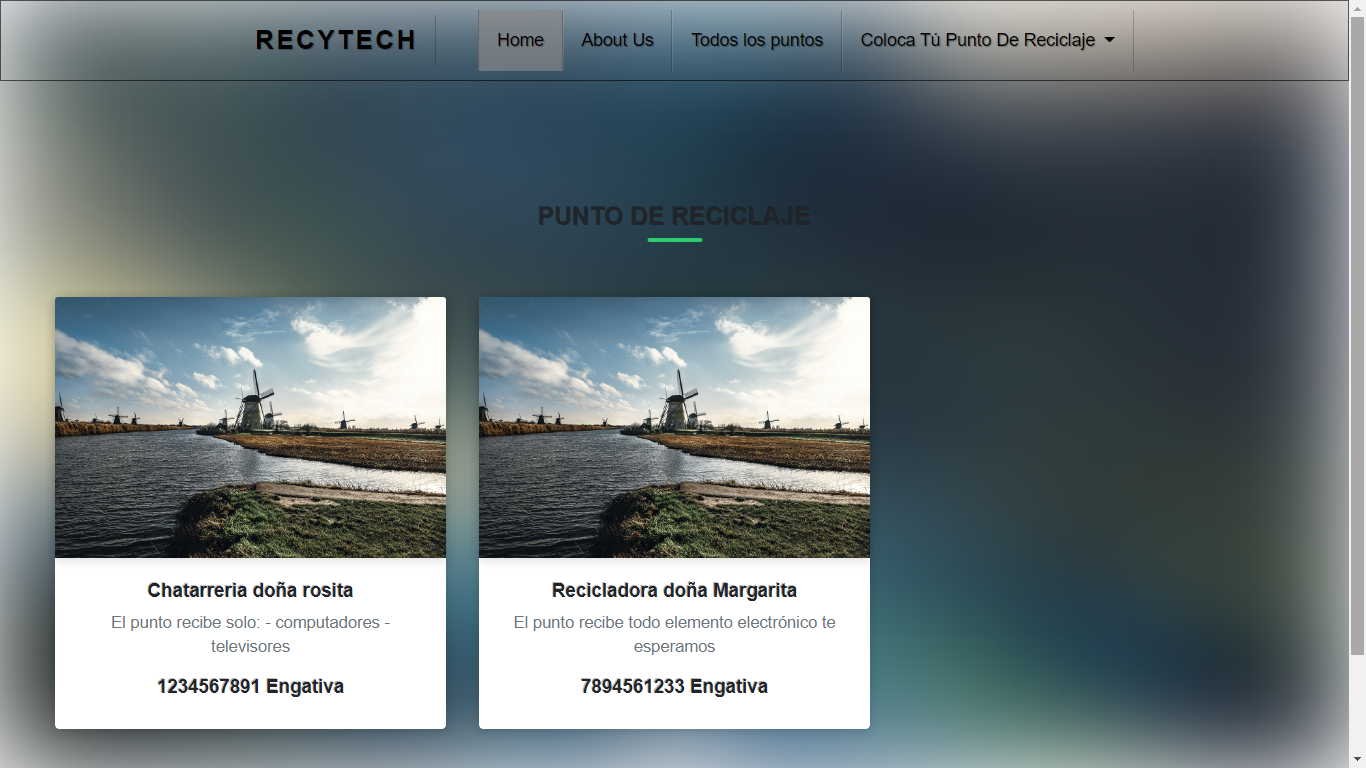 RECYTECH Home About Us Todos los puntos Coloca Tú Punto De Reciclaje
PUNTO DE RECICLAJE
Chatarreria doña rosita
El punto recibe solo: - computadores -
televisores
1234567891 Engativa
Recicladora doña Margarita
El punto recibe todo elemento electrónico te
esperamos
7894561233 Engativa